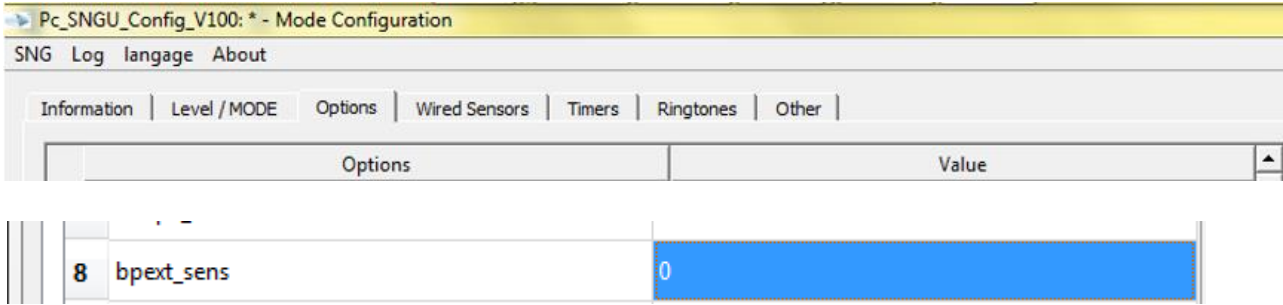 Pc_SNGU_Config_V100: * - Mode Configuration
SNG Log langage About
Information Level / MODE Options Wired Sensors Timers Ringtones Other
Options Value
8 bpext_sens 0